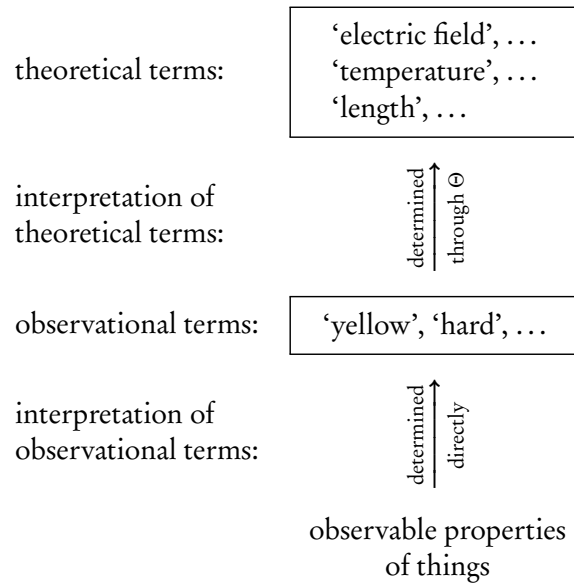 theoretical terms:
‘electric field’, …
‘temperature’, …
‘length’, …
interpretation of
theoretical terms:
determined
through Θ
observational terms:
‘yellow’, ‘hard’, …
interpretation of
observational terms:
determined
directly
observable properties
of things